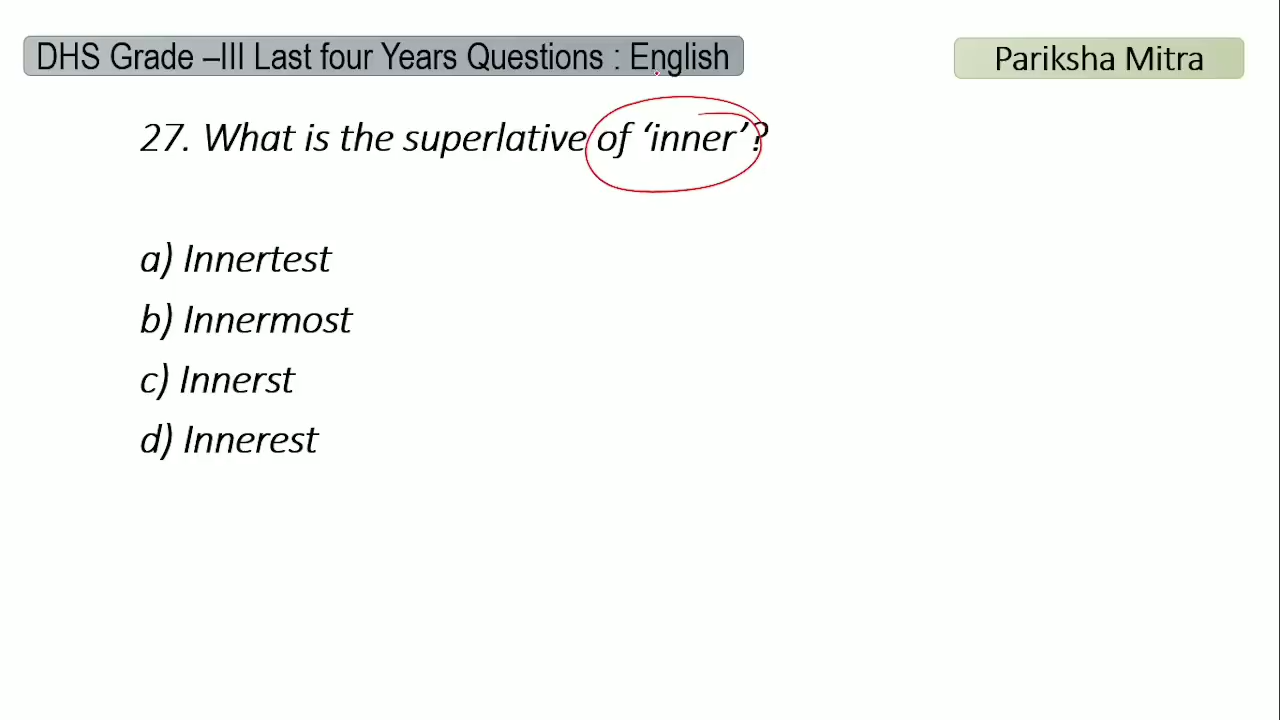 DHS Grade –III Last four Years Questions : English
Pariksha Mitra
27. What is the superlative of ‘inner’?
a) Innertest
b) Innermost
c) Innerst
d) Innerest